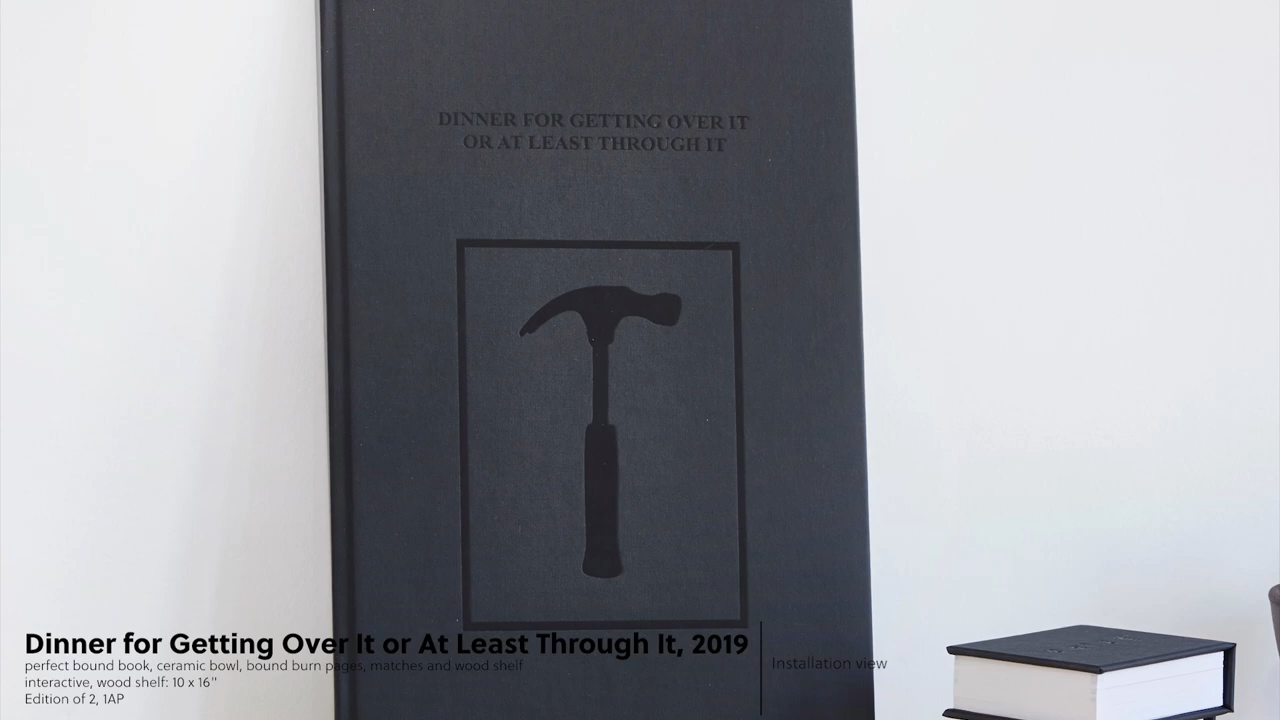 DINNER FOR GETTING OVER IT
OR AT LEAST THROUGH IT
Dinner for Getting Over It or At Least Through It, 2019
perfect bound book, ceramic bowl, bound burn pages, matches and wood shelf
interactive, wood shelf: 10 x 16"
Edition of 2, 1AP
Installation view